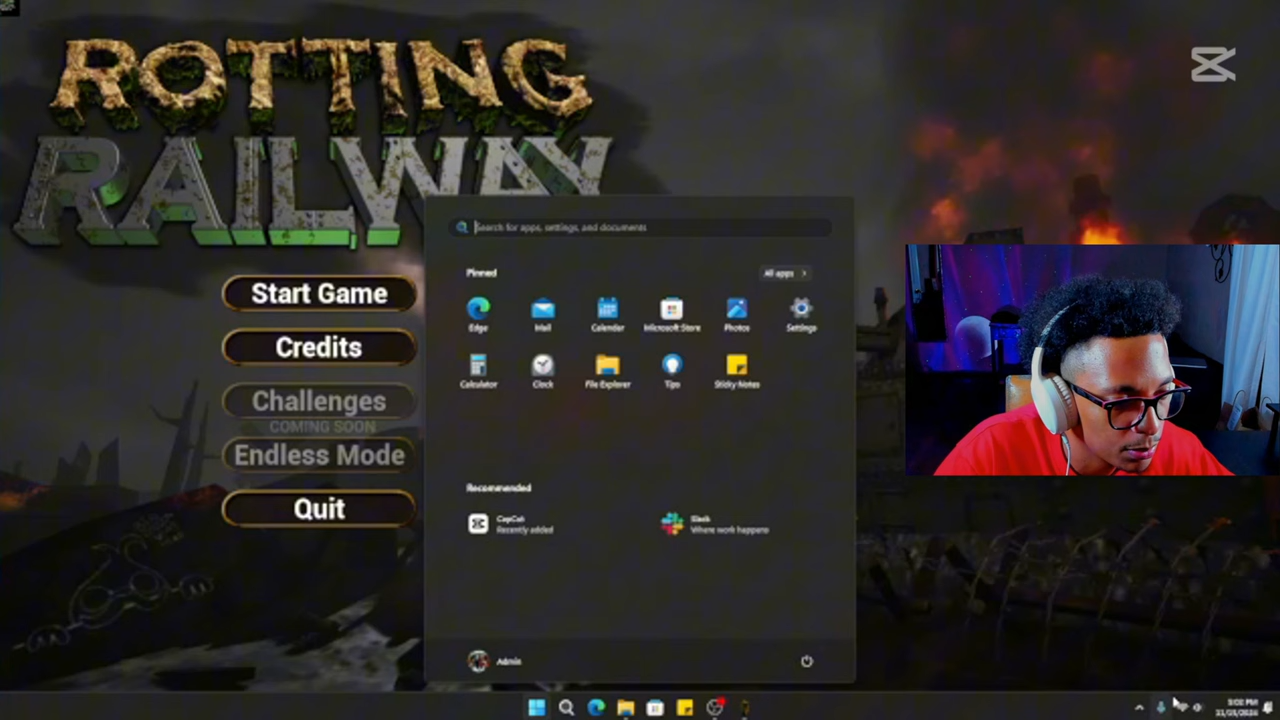 ROTTING
RAILWAY
Start Game
Credits
Challenges
COMING SOON
Endless Mode
Quit
Search for apps, settings, and documents
Pinned
All apps
Edge
Mail
Calendar
Microsoft Store
Photos
Settings
Calculator
Clock
File Explorer
Tips
Sticky Notes
Recommended
CapCut
Recently added
Slack
Where work happens
Admin